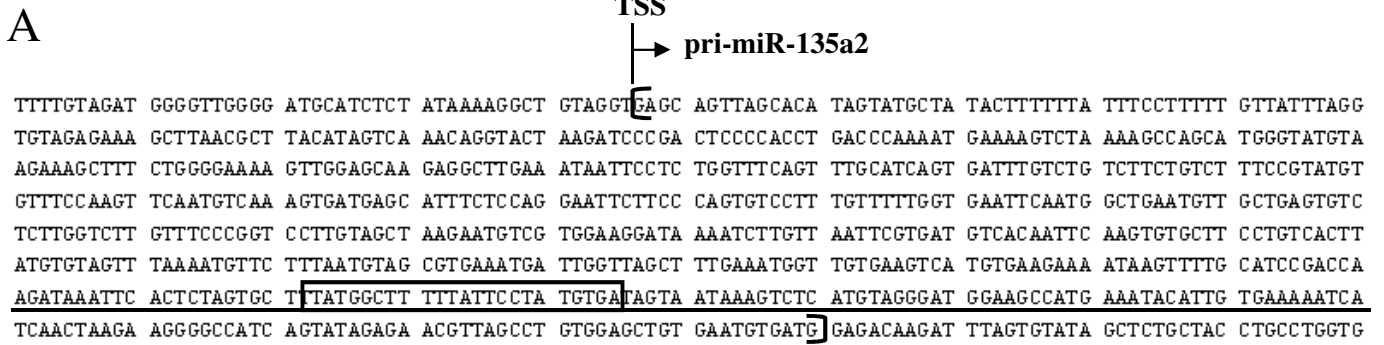 A
TSS
pri-miR-135a2
TTTTGTAGAT GGGGTTGGGG ATGCATCTCT ATAAAAGGCT GTAGGTGAGC AGTTAGCACA TAGTATGCTA TACTTTTTTA TTTCCTTTTT GTTATTTAGG
TGTAGAGAAA GCTTAACGCT TACATAGTCA AACAGGTACT AAGATCCCGA CTCCCCACCT GACCCAAAAT GAAAAGTCTA AAAGCCAGCA TGGGTATGTA
AGAAAGCTTT CTGGGGAAAA GTTGGAGCAA GAGGCTTGAA ATAATTCCTC TGGTTTCAGT TTGCATCAGT GATTTGTCTG TCTTCTGTCT TTCCGTATGT
GTTTCCAAGT TCAATGTCAA AGTGATGAGC ATTTCTCCAG GAATTCTTCC CAGTGTCCTT TGTTTTTGGT GAATTCAATG GCTGAATGTT GCTGAGTGTC
TCTTGGTCTT GTTTCCCGGT CCTTGTAGCT AAGAATGTCG TGGAAGGATA AAATCTTGTT AATTCGTGAT GTCACAATTC AAGTGTGCTT CCTGTCACTT
ATGTGTAGTT TAAAATGTTC TTTAATGTAG CGTGAAATGA TTGGTTAGCT TTGAAATGGT TGTGAAGTCA TGTGAAGAAA ATAAGTTTTG CATCCGACCA
AGATAAATTC ACTCTAGTGC TTTATGGCTT TTTATTCCTA TGTGATAGTA ATAAAGTCTC ATGTAGGGAT GGAAGCCATG AAATACATTG TGAAAAATCA
TCAACTAAGA AGGGGCCATC AGTATAGAGA ACGTTAGCCT GTGGAGCTGT GAATGTGATG GAGACAAGAT TTAGTGTATA GCTCTGCTAC CTGCCTGGTG